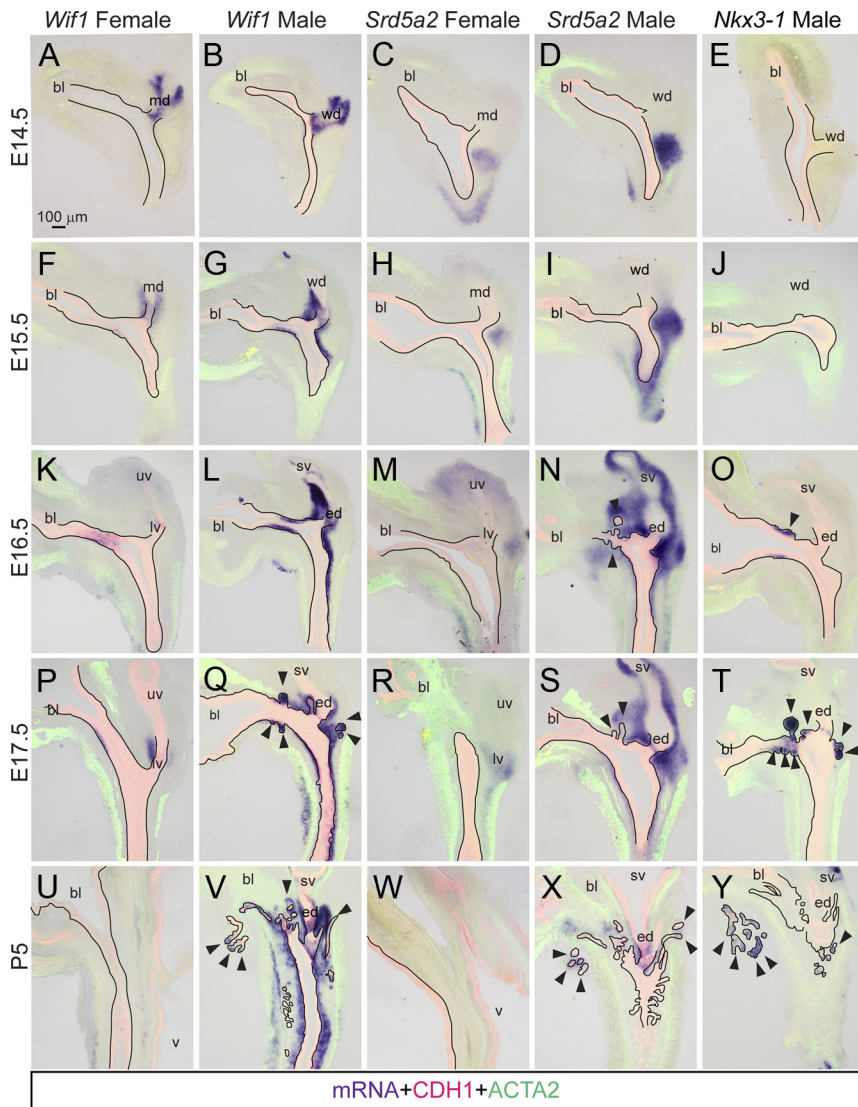 Wif1 Female Wif1 Male Srd5a2 Female Srd5a2 Male Nkx3-1 Male
E14.5
A bl md 100 μm
B bl wd
C bl md
D bl wd
E bl wd
E15.5
F bl md
G bl wd
H bl md
I bl wd
J bl wd
E16.5
K bl uv lv
L bl sv ed
M bl uv lv
N bl sv ed
O bl sv ed
E17.5
P bl uv lv
Q bl sv ed
R bl uv lv
S bl sv ed
T bl sv ed
P5
U bl v
V bl sv ed
W v
X bl sv ed
Y bl sv ed
mRNA+CDH1+ACTA2